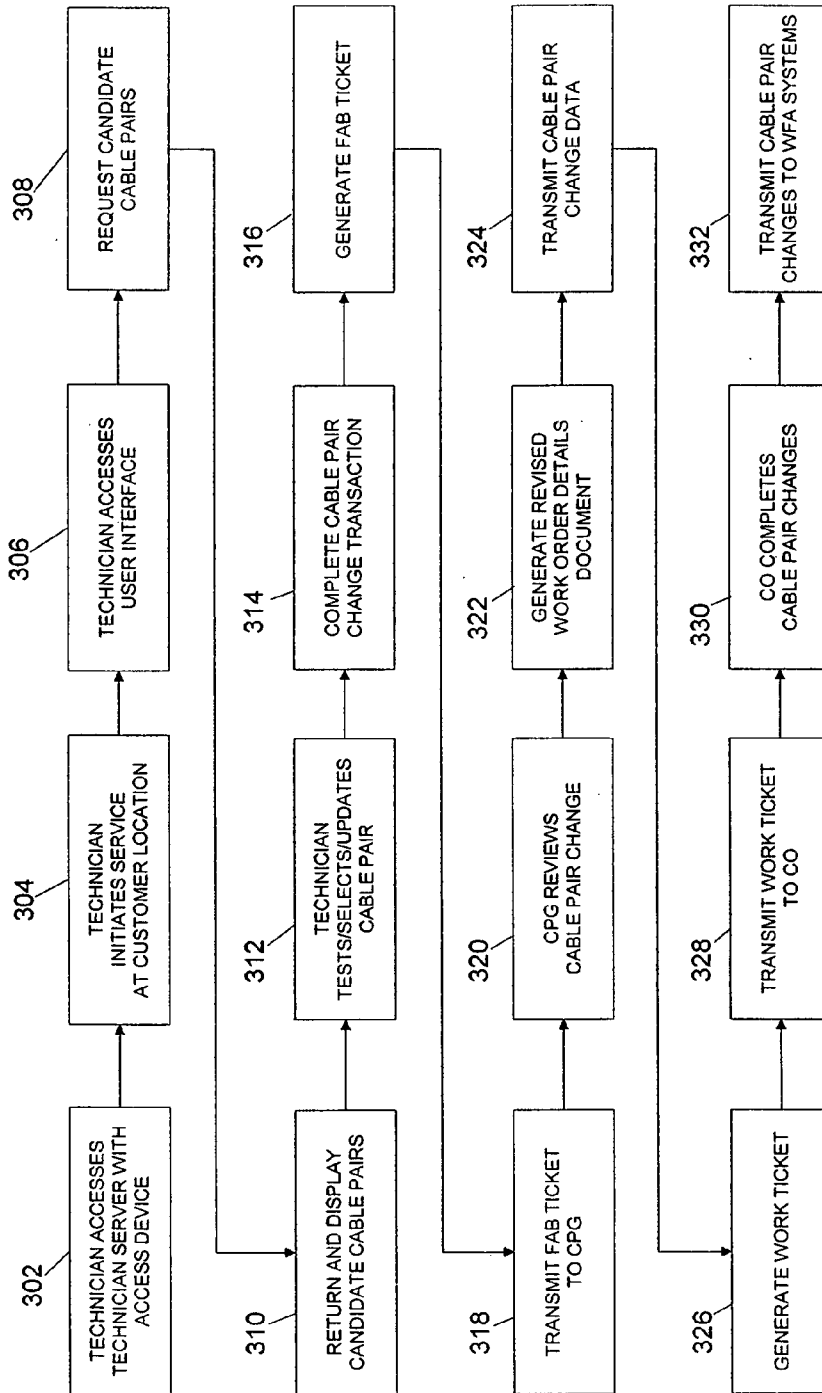 302
TECHNICIAN ACCESSES
TECHNICIAN SERVER WITH
ACCESS DEVICE
304
TECHNICIAN
INITIATES SERVICE
AT CUSTOMER LOCATION
306
TECHNICIAN ACCESSES
USER INTERFACE
308
REQUEST CANDIDATE
CABLE PAIRS
310
RETURN AND DISPLAY
CANDIDATE CABLE PAIRS
312
TECHNICIAN
TESTS/SELECTS/UPDATES
CABLE PAIR
314
COMPLETE CABLE PAIR
CHANGE TRANSACTION
316
GENERATE FAB TICKET
318
TRANSMIT FAB TICKET
TO CPG
320
CPG REVIEWS
CABLE PAIR CHANGE
322
GENERATE REVISED
WORK ORDER DETAILS
DOCUMENT
324
TRANSMIT CABLE PAIR
CHANGE DATA
326
GENERATE WORK TICKET
328
TRANSMIT WORK TICKET
TO CO
330
CO COMPLETES
CABLE PAIR CHANGES
332
TRANSMIT CABLE PAIR
CHANGES TO WFA SYSTEMS